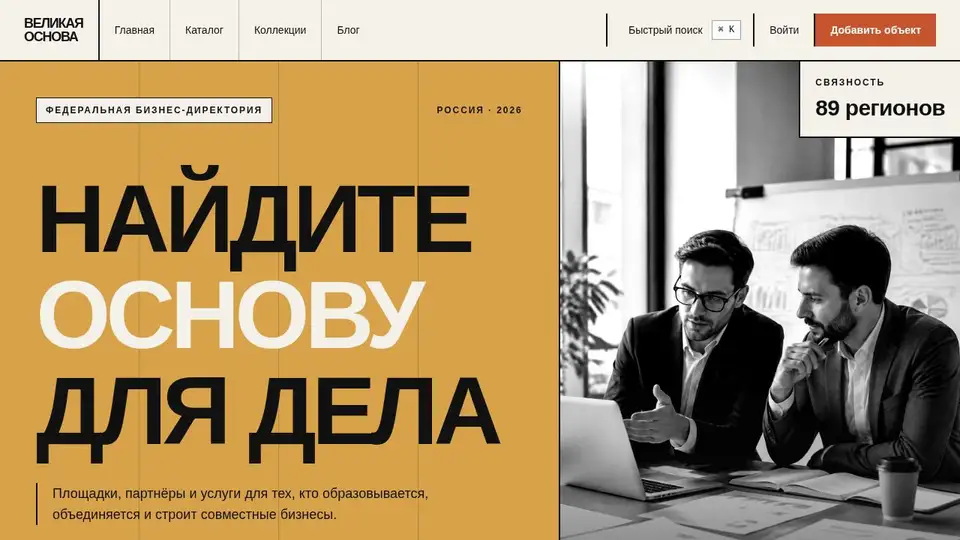 ВЕЛИКАЯ
ОСНОВА
Главная
Каталог
Коллекции
Блог
Быстрый поиск
⌘ K
Войти
Добавить объект
ФЕДЕРАЛЬНАЯ БИЗНЕС-ДИРЕКТОРИЯ
РОССИЯ · 2026
НАЙДИТЕ
ОСНОВУ
ДЛЯ ДЕЛА
Площадки, партнёры и услуги для тех, кто образовывается,
объединяется и строит совместные бизнесы.
СВЯЗНОСТЬ
89 регионов